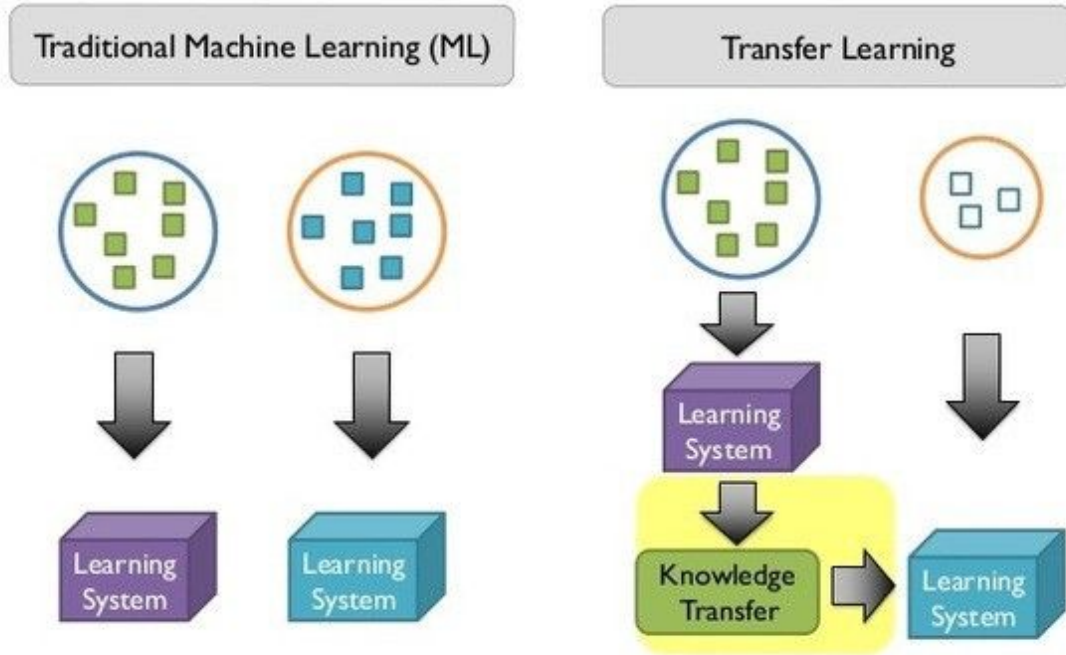 Traditional Machine Learning (ML)
Transfer Learning
Learning
System
Learning
System
Learning
System
Knowledge
Transfer
Learning
System